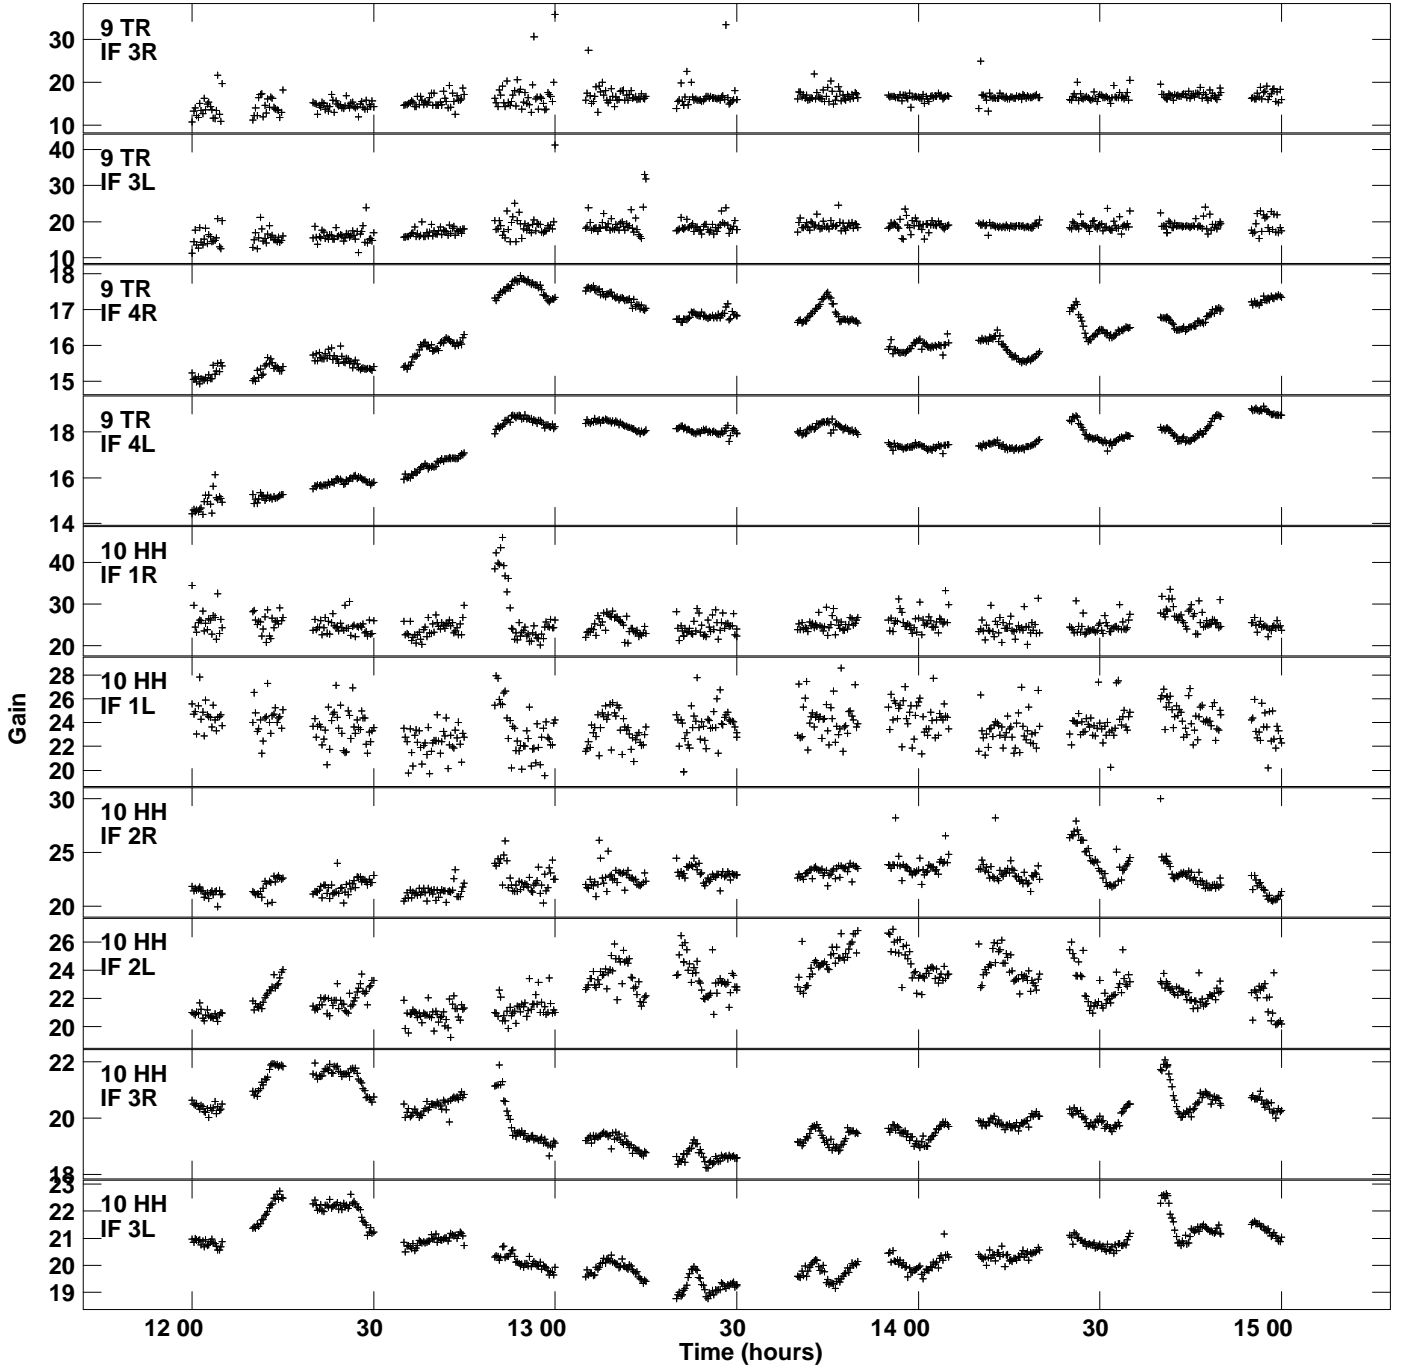 9 TR
IF 3R
30
20
10
9 TR
IF 3L
40
30
20
10
9 TR
IF 4R
18
17
16
15
9 TR
IF 4L
18
16
14
10 HH
IF 1R
40
30
20
10 HH
IF 1L
28
26
24
22
20
10 HH
IF 2R
30
25
20
10 HH
IF 2L
26
24
22
20
10 HH
IF 3R
22
20
18
10 HH
IF 3L
23
22
21
20
19
Gain
12 00 30 13 00 30 14 00 30 15 00
Time (hours)